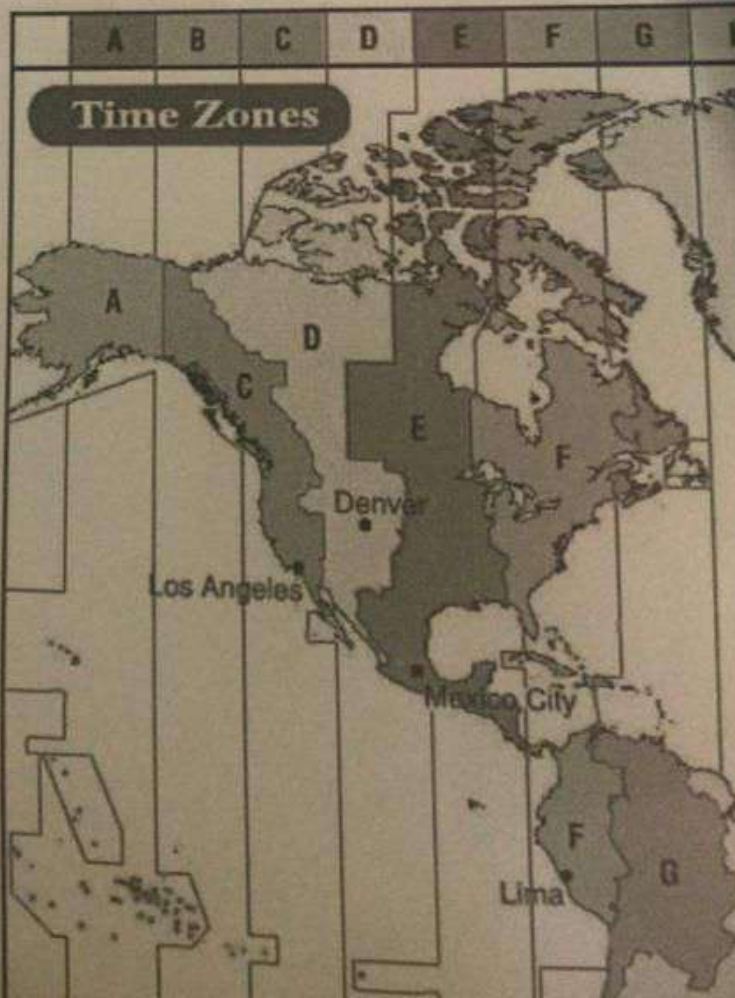 A B C D E F G
Time Zones
A
D
C
E
F
Denver
Los Angeles
Mexico City
F
G
Lima